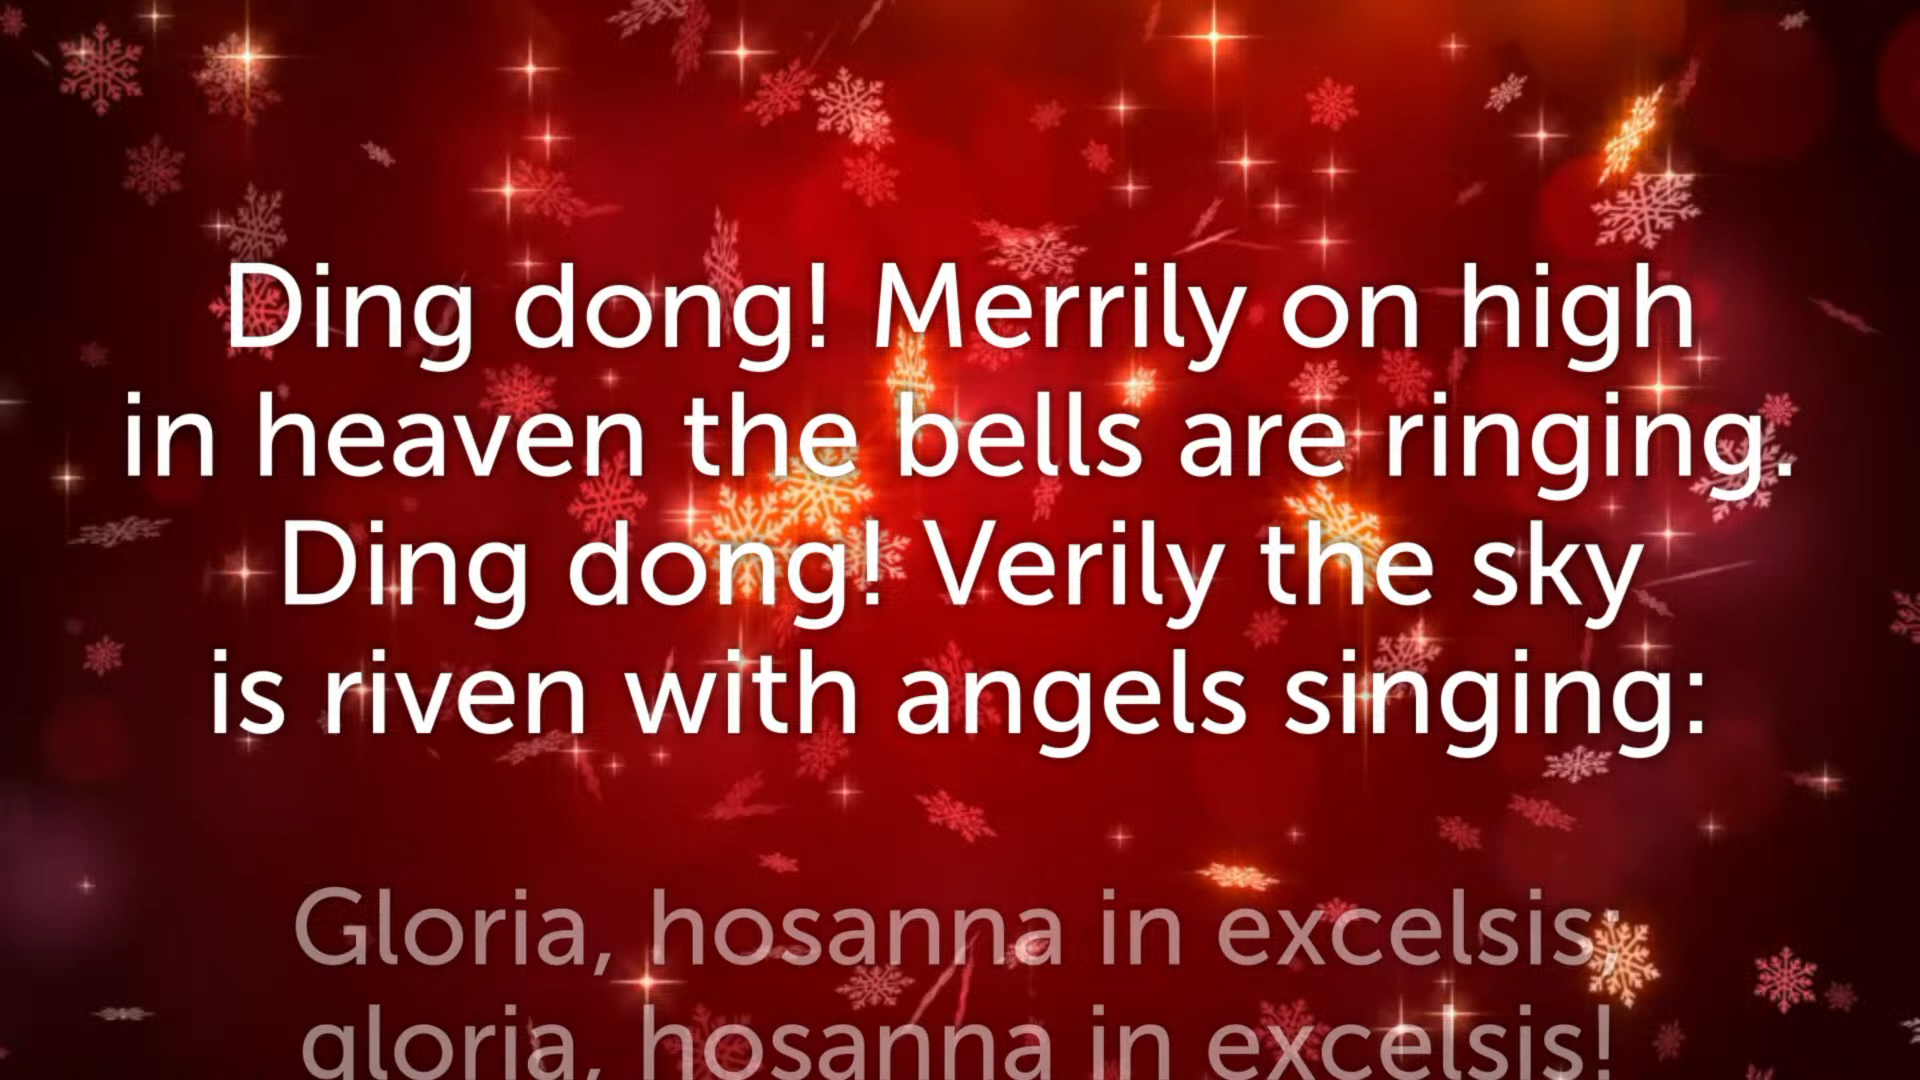 Ding dong! Merrily on high
in heaven the bells are ringing.
Ding dong! Verily the sky
is riven with angels singing:
Gloria, hosanna in excelsis;
gloria, hosanna in excelsis!